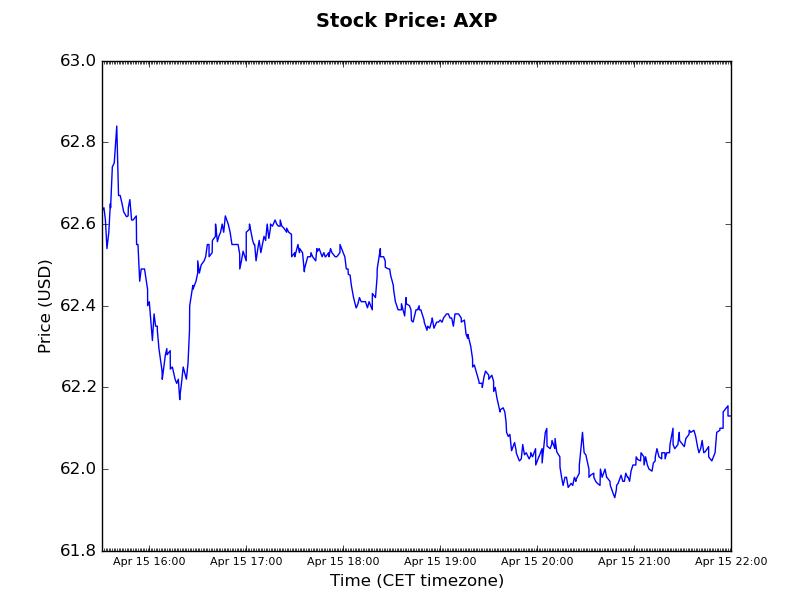 Stock Price: AXP
63.0
62.8
62.6
62.4
62.2
62.0
61.8
Price (USD)
Apr 15 16:00 Apr 15 17:00 Apr 15 18:00 Apr 15 19:00 Apr 15 20:00 Apr 15 21:00 Apr 15 22:00
Time (CET timezone)